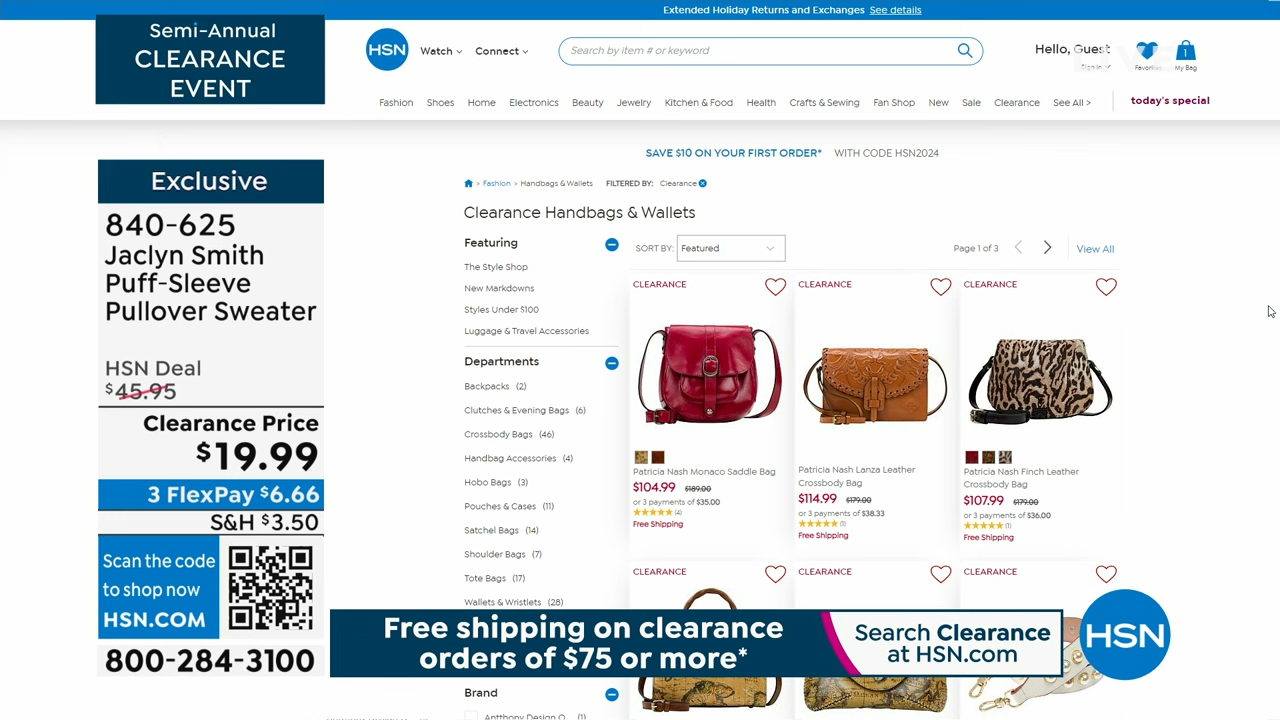 Extended Holiday Returns and Exchanges See details
Semi-Annual
CLEARANCE
EVENT
HSN
Watch
Connect
Search by item # or keyword
Hello, Guest
Sign In
Favorites
1
My Bag
Fashion Shoes Home Electronics Beauty Jewelry Kitchen & Food Health Crafts & Sewing Fan Shop New Sale Clearance See All >
today's special
SAVE $10 ON YOUR FIRST ORDER* WITH CODE HSN2024
> Fashion > Handbags & Wallets FILTERED BY: Clearance
Clearance Handbags & Wallets
Exclusive
840-625
Jaclyn Smith
Puff-Sleeve
Pullover Sweater
HSN Deal
$45.95
Clearance Price
$19.99
3 FlexPay $6.66
S&H $3.50
Scan the code
to shop now
HSN.COM
800-284-3100
Featuring
The Style Shop
New Markdowns
Styles Under $100
Luggage & Travel Accessories
Departments
Backpacks (2)
Clutches & Evening Bags (6)
Crossbody Bags (46)
Handbag Accessories (4)
Hobo Bags (3)
Pouches & Cases (11)
Satchel Bags (14)
Shoulder Bags (7)
Tote Bags (17)
Wallets & Wristlets (28)
Brand
SORT BY: Featured
Page 1 of 3
View All
CLEARANCE
Patricia Nash Monaco Saddle Bag
$104.99 $189.00
or 3 payments of $35.00
(4)
Free Shipping
CLEARANCE
Patricia Nash Lanza Leather
Crossbody Bag
$114.99 $179.00
or 3 payments of $38.33
(1)
Free Shipping
CLEARANCE
Patricia Nash Finch Leather
Crossbody Bag
$107.99 $179.00
or 3 payments of $36.00
(1)
Free Shipping
CLEARANCE
CLEARANCE
CLEARANCE
Free shipping on clearance
orders of $75 or more*
Search Clearance
at HSN.com
HSN